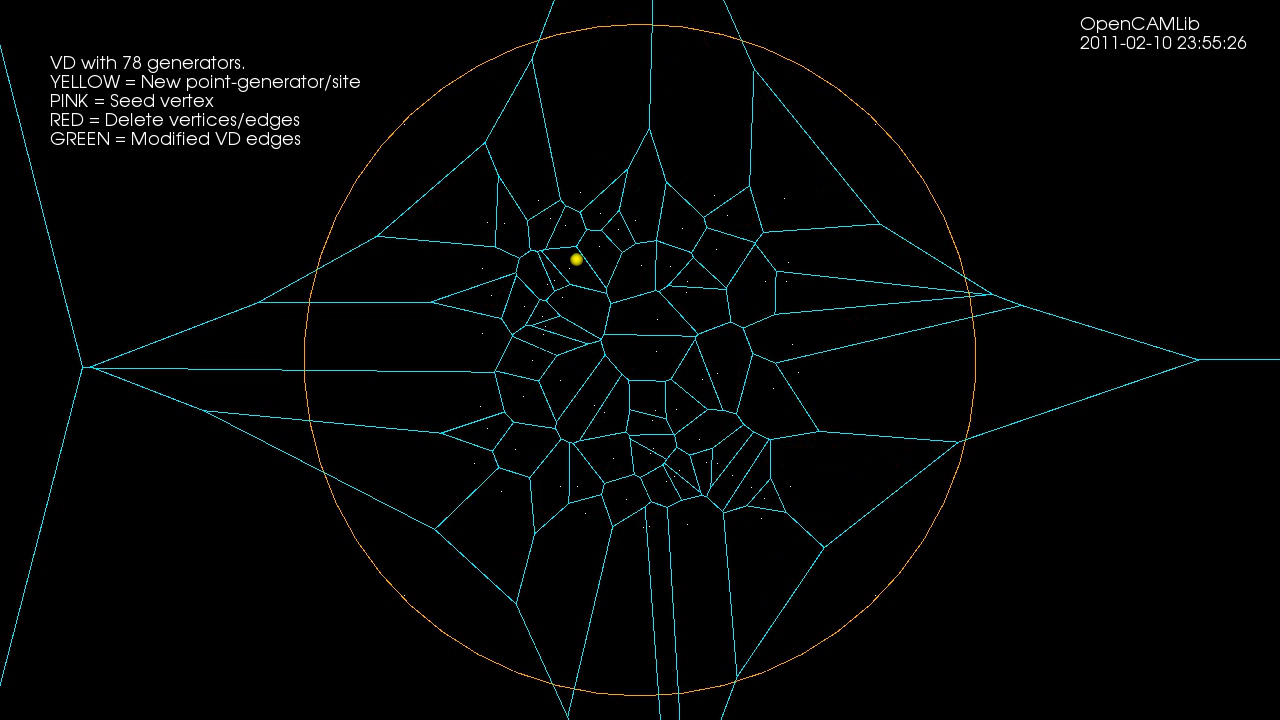 VD with 78 generators.
YELLOW = New point-generator/site
PINK = Seed vertex
RED = Delete vertices/edges
GREEN = Modified VD edges
OpenCAMLib
2011-02-10 23:55:26